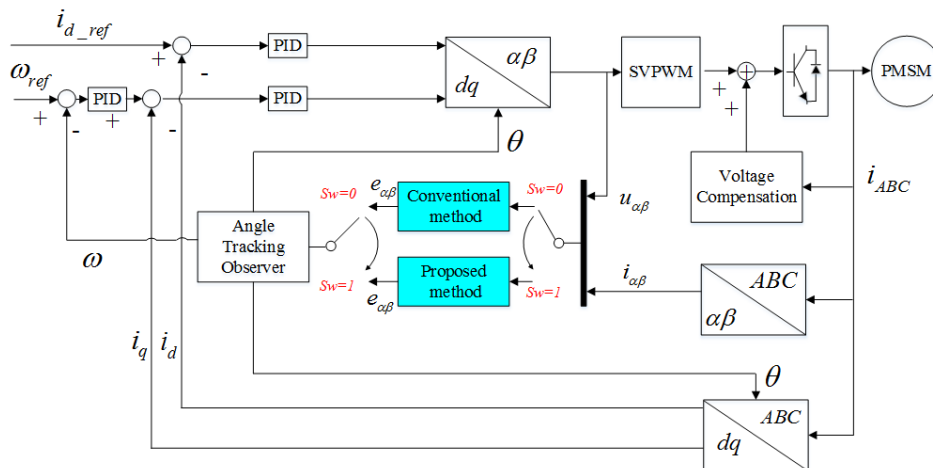 i_d_ref
+
-
PID
αβ
dq
SVPWM
+
+
+
PMSM
ω_ref
+
-
PID
+
-
PID
θ
Voltage
Compensation
i_ABC
Sw=0
e_αβ
Conventional
method
Sw=0
u_αβ
Angle
Tracking
Observer
ω
Sw=1
e_αβ
Proposed
method
Sw=1
i_αβ
ABC
αβ
i_q
i_d
θ
ABC
dq